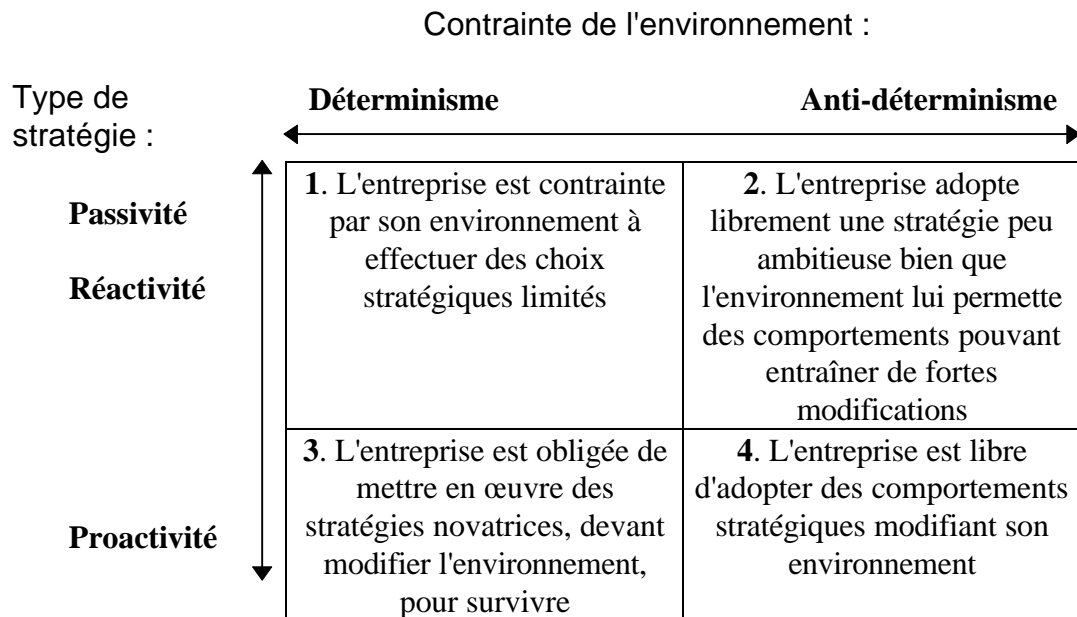 Contrainte de l'environnement :
Type de
stratégie :
Déterminisme
Anti-déterminisme
Passivité
Réactivité
1. L'entreprise est contrainte
par son environnement à
effectuer des choix
stratégiques limités
2. L'entreprise adopte
librement une stratégie peu
ambitieuse bien que
l'environnement lui permette
des comportements pouvant
entraîner de fortes
modifications
Proactivité
3. L'entreprise est obligée de
mettre en œuvre des
stratégies novatrices, devant
modifier l'environnement,
pour survivre
4. L'entreprise est libre
d'adopter des comportements
stratégiques modifiant son
environnement